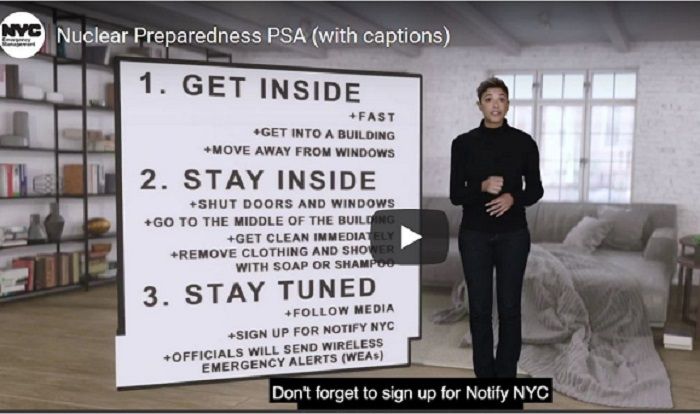 NYC
Emergency
Management
Nuclear Preparedness PSA (with captions)
1. GET INSIDE
+FAST
+GET INTO A BUILDING
+MOVE AWAY FROM WINDOWS
2. STAY INSIDE
+SHUT DOORS AND WINDOWS
+GO TO THE MIDDLE OF THE BUILDING
+GET CLEAN IMMEDIATELY
+REMOVE CLOTHING AND SHOWER
WITH SOAP OR SHAMPOO
3. STAY TUNED
+FOLLOW MEDIA
+SIGN UP FOR NOTIFY NYC
+OFFICIALS WILL SEND WIRELESS
EMERGENCY ALERTS (WEAs)
Don't forget to sign up for Notify NYC